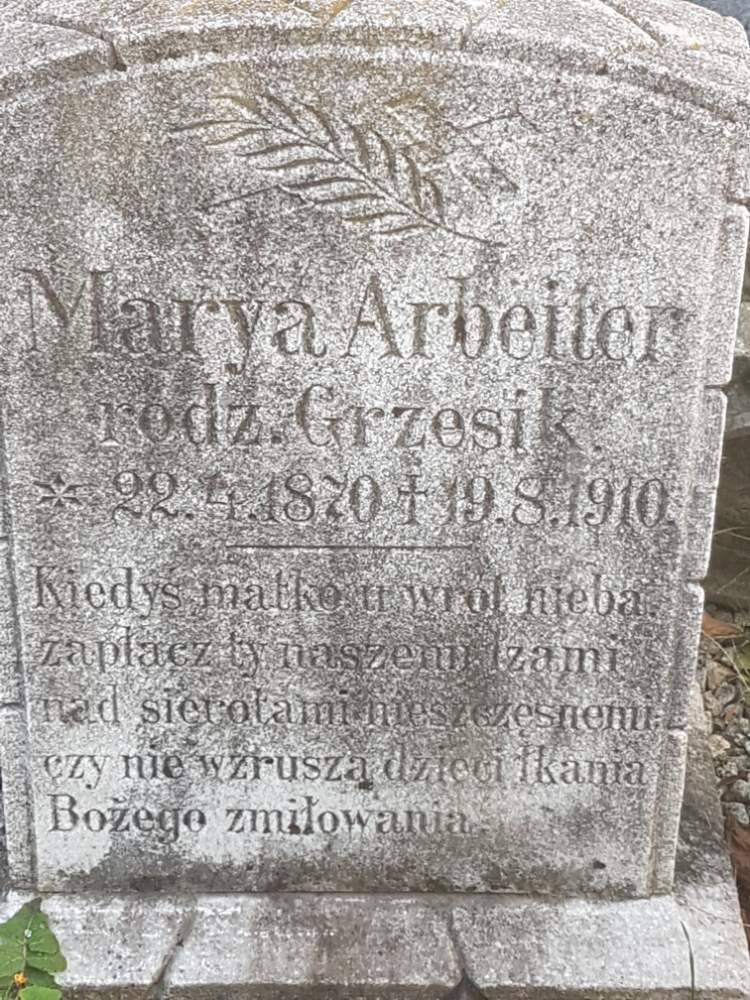 Marya Arbeiter
rodz. Grzesik.
* 22.4.1870 † 19.8.1910.
Kiedyś matko u wrót nieba,
zapłacz ty naszemi łzami
nad sierotami nieszczęsnemi,
czy nie wzruszą dzieci łkania
Bożego zmiłowania.